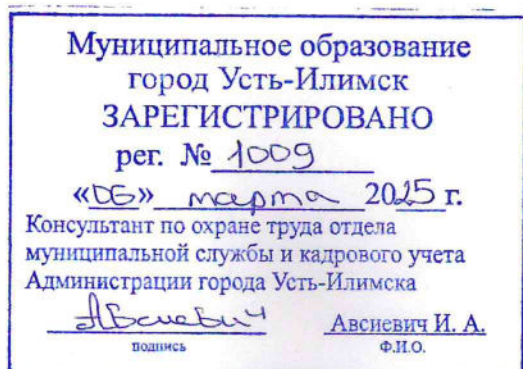 Муниципальное образование
город Усть-Илимск
ЗАРЕГИСТРИРОВАНО
рег. № 1009
«06» марта 2025 г.
Консультант по охране труда отдела
муниципальной службы и кадрового учета
Администрации города Усть-Илимска
Авсиевич Авсиевич И. А.
подпись Ф.И.О.